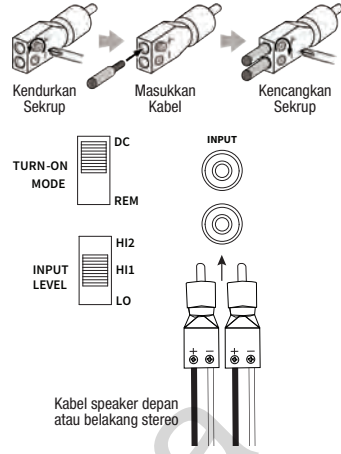 Kendurkan
Sekrup
Masukkan
Kabel
Kencangkan
Sekrup
TURN-ON
MODE
DC
REM
INPUT
INPUT
LEVEL
HI2
HI1
LO
+ − + −
Kabel speaker depan
atau belakang stereo